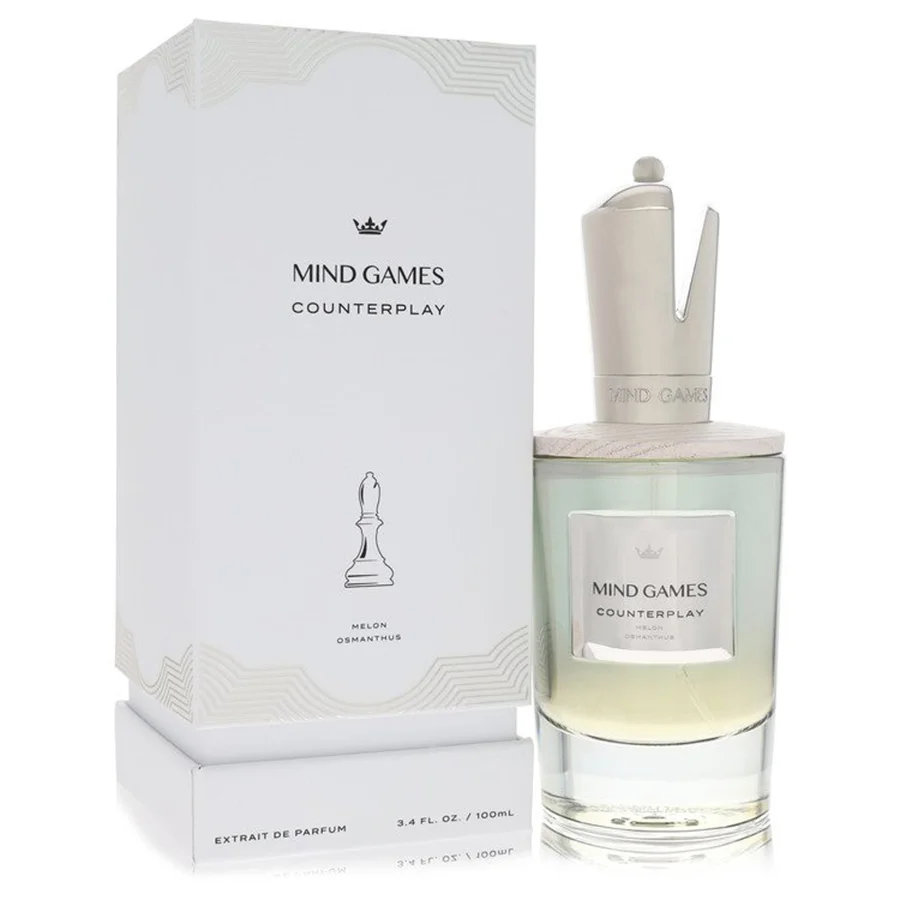 MIND GAMES
COUNTERPLAY
MELON
OSMANTHUS
EXTRAIT DE PARFUM
3.4 FL. OZ. / 100mL
MIND GAMES
MIND GAMES
COUNTERPLAY
MELON
OSMANTHUS